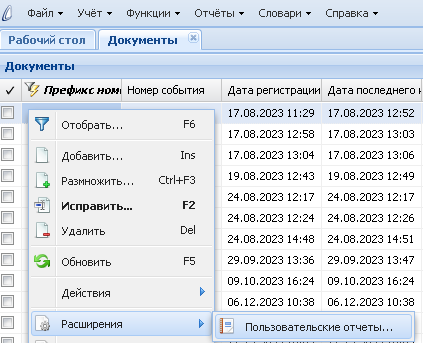 Файл Учёт Функции Отчёты Словари Справка
Рабочий стол Документы
Документы
Префикс Номер события Дата регистрации Дата последнего
17.08.2023 11:29 17.08.2023 12:52
Отобрать... F6
17.08.2023 12:58 17.08.2023 13:03
Добавить... Ins
17.08.2023 13:04 17.08.2023 13:06
Размножить... Ctrl+F3
19.08.2023 12:43 19.08.2023 12:49
Исправить... F2
24.08.2023 12:17 24.08.2023 12:17
Удалить Del
24.08.2023 12:24 24.08.2023 12:26
24.08.2023 14:48 24.08.2023 14:51
Обновить F5
29.09.2023 13:36 29.09.2023 13:47
09.10.2023 16:24 09.10.2023 16:24
Действия
06.12.2023 10:38 06.12.2023 10:38
Расширения
Пользовательские отчеты...